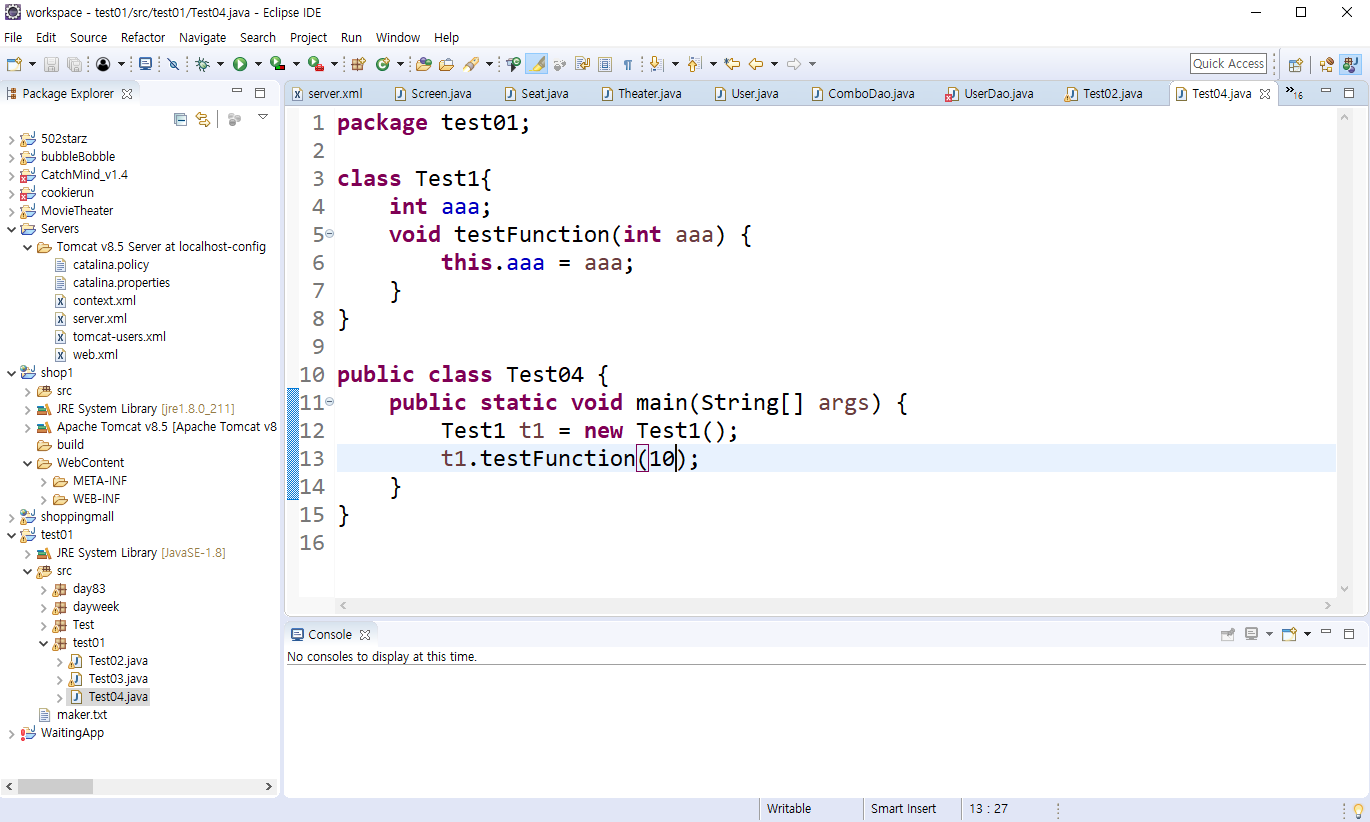 workspace - test01/src/test01/Test04.java - Eclipse IDE
File Edit Source Refactor Navigate Search Project Run Window Help
Quick Access
Package Explorer
502starz
bubbleBobble
CatchMind_v1.4
cookierun
MovieTheater
Servers
Tomcat v8.5 Server at localhost-config
catalina.policy
catalina.properties
context.xml
server.xml
tomcat-users.xml
web.xml
shop1
src
JRE System Library [jre1.8.0_211]
Apache Tomcat v8.5 [Apache Tomcat v8
build
WebContent
META-INF
WEB-INF
shoppingmall
test01
JRE System Library [JavaSE-1.8]
src
day83
dayweek
Test
test01
Test02.java
Test03.java
Test04.java
maker.txt
WaitingApp
server.xml Screen.java Seat.java Theater.java User.java ComboDao.java UserDao.java Test02.java Test04.java »16
1 package test01;
2
3 class Test1{
4 int aaa;
5 void testFunction(int aaa) {
6 this.aaa = aaa;
7 }
8 }
9
10 public class Test04 {
11 public static void main(String[] args) {
12 Test1 t1 = new Test1();
13 t1.testFunction(10);
14 }
15 }
16
Console
No consoles to display at this time.
Writable Smart Insert 13 : 27